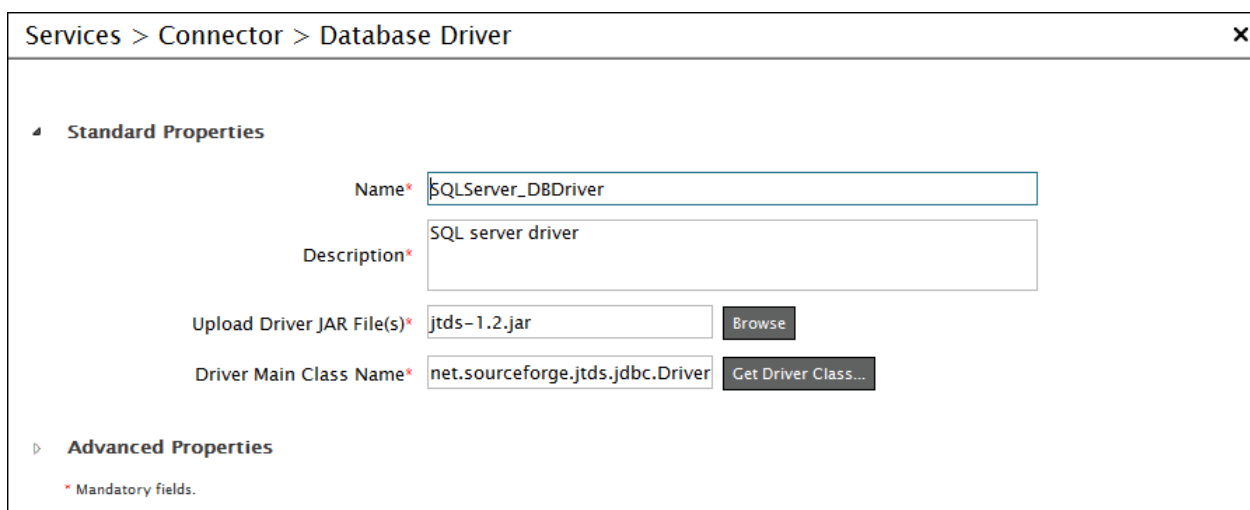 Services > Connector > Database Driver
Standard Properties
Name* SQLServer_DBDriver
Description* SQL server driver
Upload Driver JAR File(s)* jtds-1.2.jar Browse
Driver Main Class Name* net.sourceforge.jtds.jdbc.Driver Get Driver Class...
Advanced Properties
* Mandatory fields.